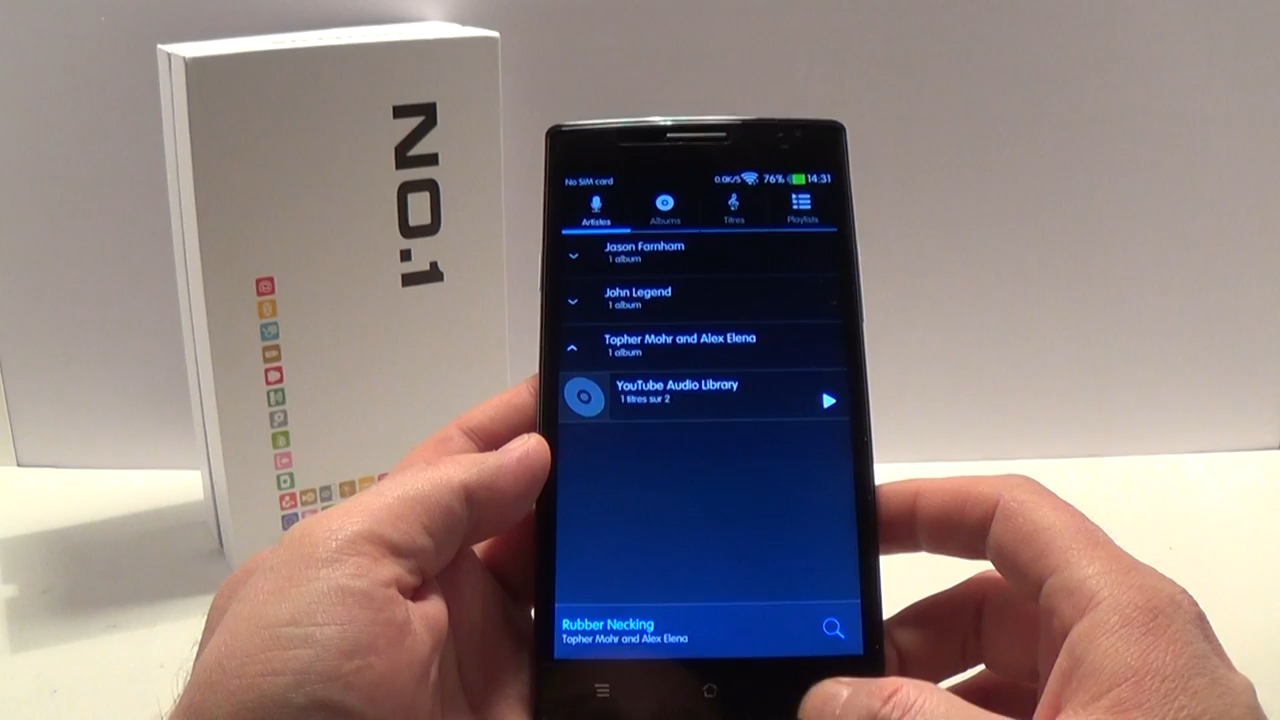 NO.1
No SIM card 0.0K/S 76% 14:31
Artistes Albums Titres Playlists
Jason Farnham
1 album
John Legend
1 album
Topher Mohr and Alex Elena
1 album
YouTube Audio Library
1 titres sur 2
Rubber Necking
Topher Mohr and Alex Elena